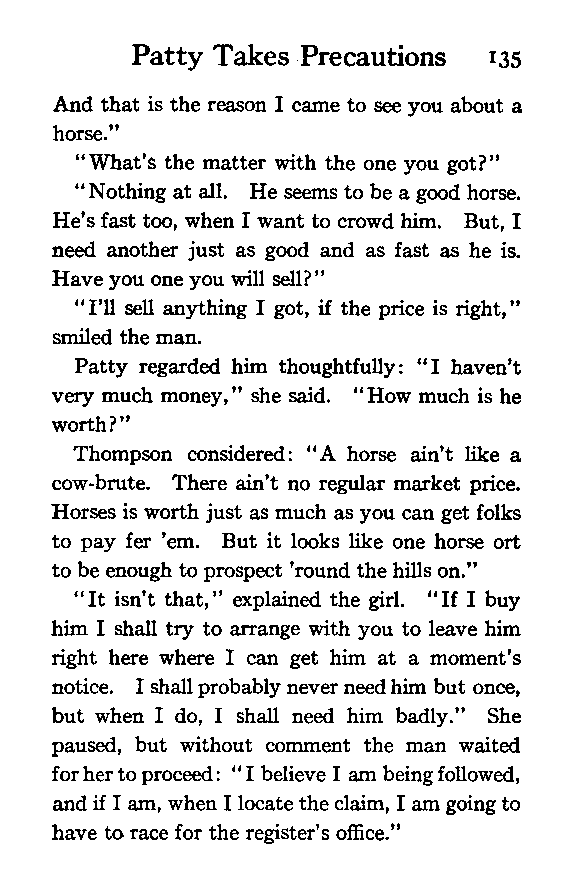 Patty Takes Precautions 135
And that is the reason I came to see you about a
horse."
"What's the matter with the one you got?"
"Nothing at all. He seems to be a good horse.
He's fast too, when I want to crowd him. But, I
need another just as good and as fast as he is.
Have you one you will sell?"
"I'll sell anything I got, if the price is right,"
smiled the man.
Patty regarded him thoughtfully: "I haven't
very much money," she said. "How much is he
worth?"
Thompson considered: "A horse ain't like a
cow-brute. There ain't no regular market price.
Horses is worth just as much as you can get folks
to pay fer 'em. But it looks like one horse ort
to be enough to prospect 'round the hills on."
"It isn't that," explained the girl. "If I buy
him I shall try to arrange with you to leave him
right here where I can get him at a moment's
notice. I shall probably never need him but once,
but when I do, I shall need him badly." She
paused, but without comment the man waited
for her to proceed: "I believe I am being followed,
and if I am, when I locate the claim, I am going to
have to race for the register's office."